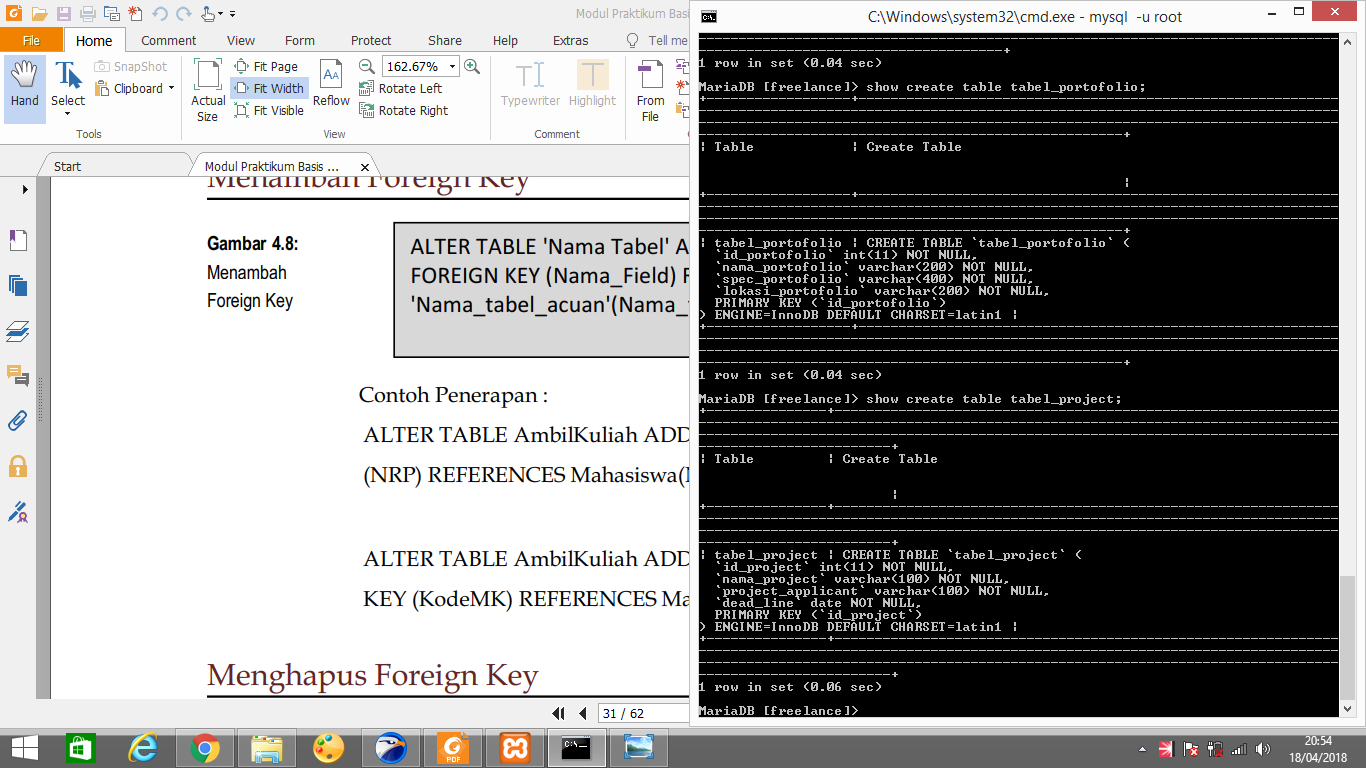 Modul Praktikum Basi
File
Home
Comment
View
Form
Protect
Share
Help
Extras
Tell me
Hand
Select
SnapShot
Clipboard
Tools
Actual
Size
Fit Page
Fit Width
Fit Visible
Reflow
162.67%
Rotate Left
Rotate Right
View
Typewriter
Highlight
Comment
From
File
Start
Modul Praktikum Basis ...
Menambah Foreign Key
Gambar 4.8:
Menambah
Foreign Key
ALTER TABLE 'Nama Tabel' A
FOREIGN KEY (Nama_Field) R
'Nama_tabel_acuan'(Nama_
Contoh Penerapan :
ALTER TABLE AmbilKuliah ADD
(NRP) REFERENCES Mahasiswa(
ALTER TABLE AmbilKuliah ADD
KEY (KodeMK) REFERENCES Ma
Menghapus Foreign Key
31 / 62
C:\Windows\system32\cmd.exe - mysql -u root
1 row in set (0.04 sec)
MariaDB [freelance]> show create table tabel_portofolio;
| Table | Create Table
|
| tabel_portofolio | CREATE TABLE `tabel_portofolio` (
`id_portofolio` int(11) NOT NULL,
`nama_portofolio` varchar(200) NOT NULL,
`spec_portofolio` varchar(400) NOT NULL,
`lokasi_portofolio` varchar(200) NOT NULL,
PRIMARY KEY (`id_portofolio`)
) ENGINE=InnoDB DEFAULT CHARSET=latin1 |
1 row in set (0.04 sec)
MariaDB [freelance]> show create table tabel_project;
| Table | Create Table
|
| tabel_project | CREATE TABLE `tabel_project` (
`id_project` int(11) NOT NULL,
`nama_project` varchar(100) NOT NULL,
`project_applicant` varchar(100) NOT NULL,
`dead_line` date NOT NULL,
PRIMARY KEY (`id_project`)
) ENGINE=InnoDB DEFAULT CHARSET=latin1 |
1 row in set (0.06 sec)
MariaDB [freelance]>
PDF
20:54
18/04/2018